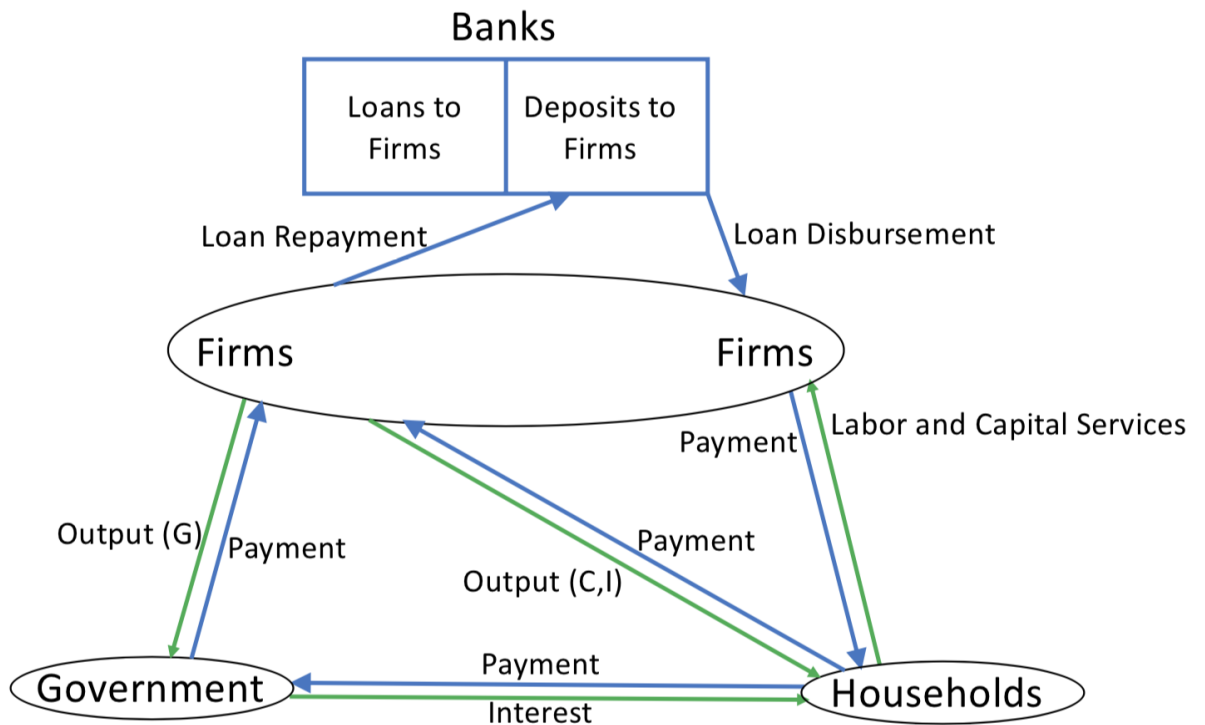 Banks
Loans to
Firms
Deposits to
Firms
Loan Repayment
Loan Disbursement
Firms
Firms
Labor and Capital Services
Payment
Output (G)
Payment
Payment
Output (C,I)
Payment
Government
Households
Interest